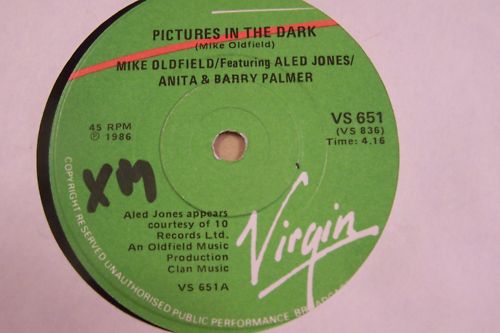 PICTURES IN THE DARK
(Mike Oldfield)
MIKE OLDFIELD/Featuring ALED JONES/
ANITA & BARRY PALMER
45 RPM
Ⓟ 1986
VS 651
(VS 836)
Time: 4.16
XM
Aled Jones appears
courtesy of 10
Records Ltd.
An Oldfield Music
Production
Clan Music
VS 651A
Virgin
COPYRIGHT RESERVED UNAUTHORISED PUBLIC PERFORMANCE, BROADCA